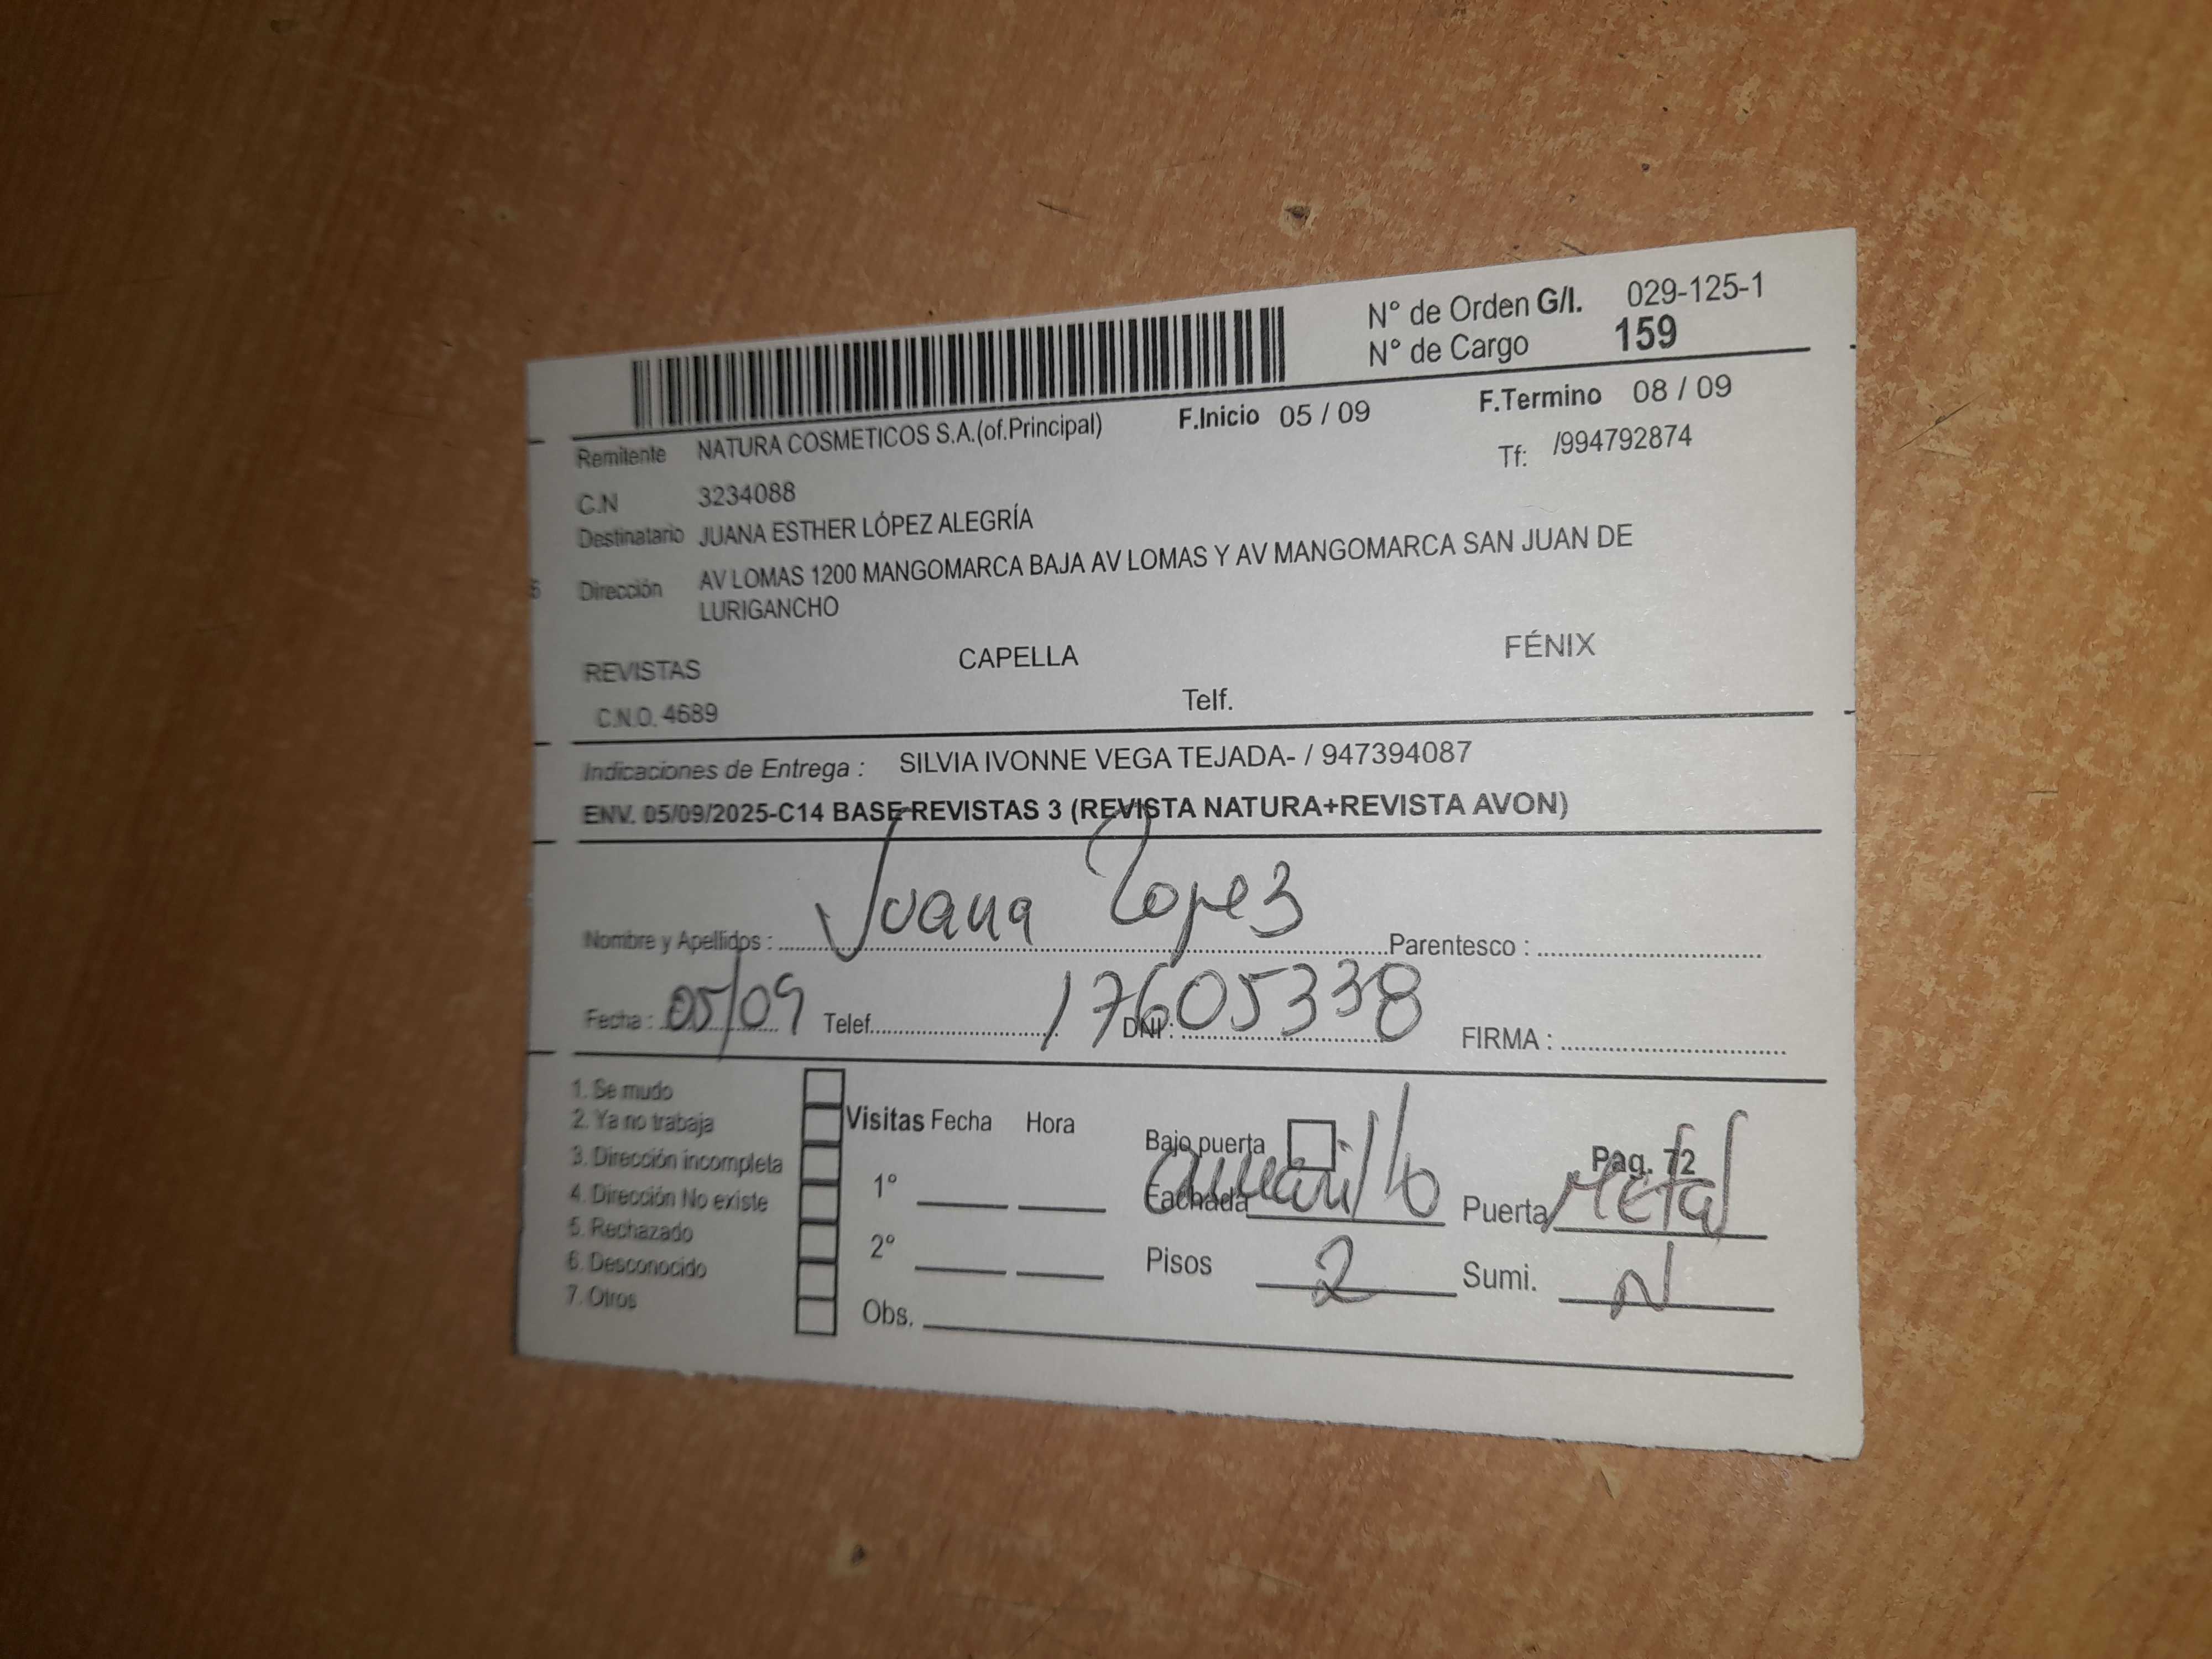 N° de Orden G/I. 029-125-1
N° de Cargo 159
F.Inicio 05 / 09 F.Termino 08 / 09
Remitente NATURA COSMETICOS S.A.(of.Principal) Tf: /994792874
C.N 3234088
Destinatario JUANA ESTHER LÓPEZ ALEGRÍA
Dirección AV LOMAS 1200 MANGOMARCA BAJA AV LOMAS Y AV MANGOMARCA SAN JUAN DE
LURIGANCHO
REVISTAS CAPELLA FÉNIX
C.N.O. 4689 Telf.
Indicaciones de Entrega : SILVIA IVONNE VEGA TEJADA- / 947394087
ENV. 05/09/2025-C14 BASE REVISTAS 3 (REVISTA NATURA+REVISTA AVON)
Nombre y Apellidos : Juana Lopez Parentesco :
Fecha : 05/09 Telef. DNI : 17605338 FIRMA :
1. Se mudo
2. Ya no trabaja
3. Dirección incompleta
4. Dirección No existe
5. Rechazado
6. Desconocido
7. Otros
Visitas Fecha Hora
1°
2°
Obs.
Bajo puerta Pag. 72
Fachada amarillo Puerta Metal
Pisos 2 Sumi. N